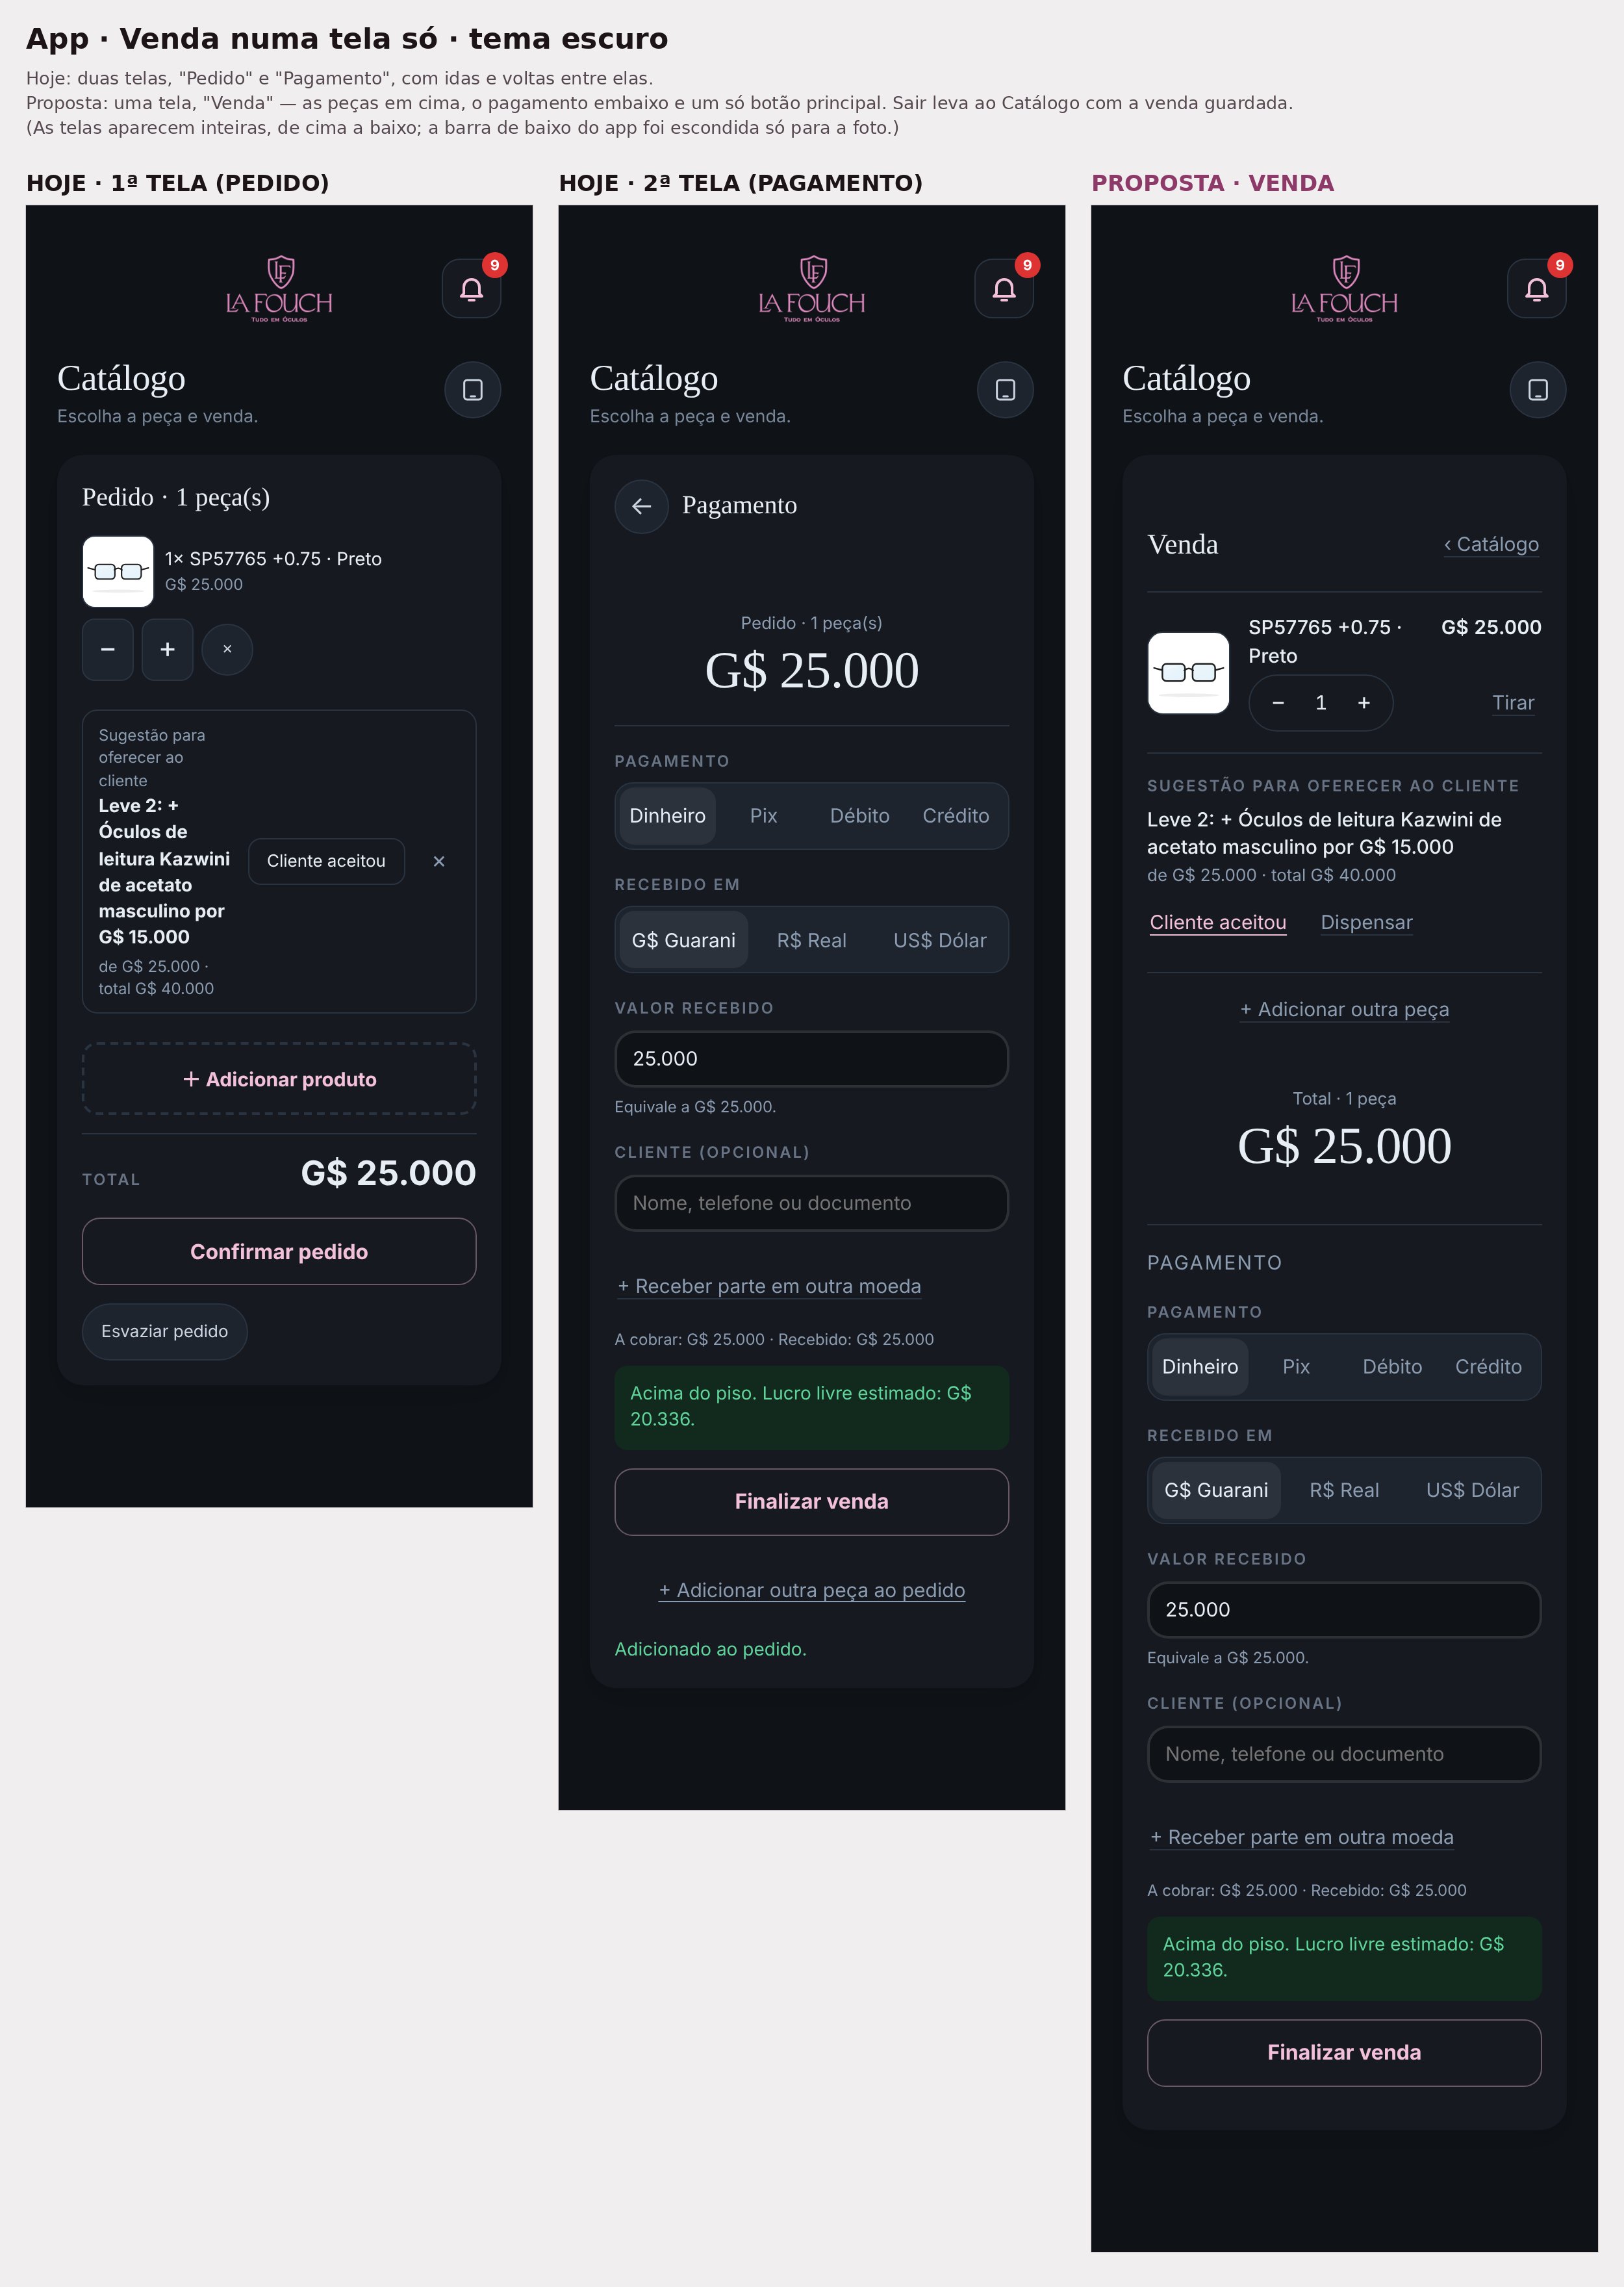 App · Venda numa tela só · tema escuro
Hoje: duas telas, "Pedido" e "Pagamento", com idas e voltas entre elas.
Proposta: uma tela, "Venda" — as peças em cima, o pagamento embaixo e um só botão principal. Sair leva ao Catálogo com a venda guardada.
(As telas aparecem inteiras, de cima a baixo; a barra de baixo do app foi escondida só para a foto.)
HOJE · 1ª TELA (PEDIDO)
LF
LA FOUCH
TUDO EM ÓCULOS
9
Catálogo
Escolha a peça e venda.
Pedido · 1 peça(s)
1× SP57765 +0.75 · Preto
G$ 25.000
− + ×
Sugestão para
oferecer ao
cliente
Leve 2: +
Óculos de
leitura Kazwini
de acetato
masculino por
G$ 15.000
de G$ 25.000 ·
total G$ 40.000
Cliente aceitou ×
+ Adicionar produto
TOTAL G$ 25.000
Confirmar pedido
Esvaziar pedido
HOJE · 2ª TELA (PAGAMENTO)
LF
LA FOUCH
TUDO EM ÓCULOS
9
Catálogo
Escolha a peça e venda.
← Pagamento
Pedido · 1 peça(s)
G$ 25.000
PAGAMENTO
Dinheiro Pix Débito Crédito
RECEBIDO EM
G$ Guarani R$ Real US$ Dólar
VALOR RECEBIDO
25.000
Equivale a G$ 25.000.
CLIENTE (OPCIONAL)
Nome, telefone ou documento
+ Receber parte em outra moeda
A cobrar: G$ 25.000 · Recebido: G$ 25.000
Acima do piso. Lucro livre estimado: G$
20.336.
Finalizar venda
+ Adicionar outra peça ao pedido
Adicionado ao pedido.
PROPOSTA · VENDA
LF
LA FOUCH
TUDO EM ÓCULOS
9
Catálogo
Escolha a peça e venda.
Venda ‹ Catálogo
SP57765 +0.75 · G$ 25.000
Preto
− 1 + Tirar
SUGESTÃO PARA OFERECER AO CLIENTE
Leve 2: + Óculos de leitura Kazwini de
acetato masculino por G$ 15.000
de G$ 25.000 · total G$ 40.000
Cliente aceitou Dispensar
+ Adicionar outra peça
Total · 1 peça
G$ 25.000
PAGAMENTO
PAGAMENTO
Dinheiro Pix Débito Crédito
RECEBIDO EM
G$ Guarani R$ Real US$ Dólar
VALOR RECEBIDO
25.000
Equivale a G$ 25.000.
CLIENTE (OPCIONAL)
Nome, telefone ou documento
+ Receber parte em outra moeda
A cobrar: G$ 25.000 · Recebido: G$ 25.000
Acima do piso. Lucro livre estimado: G$
20.336.
Finalizar venda